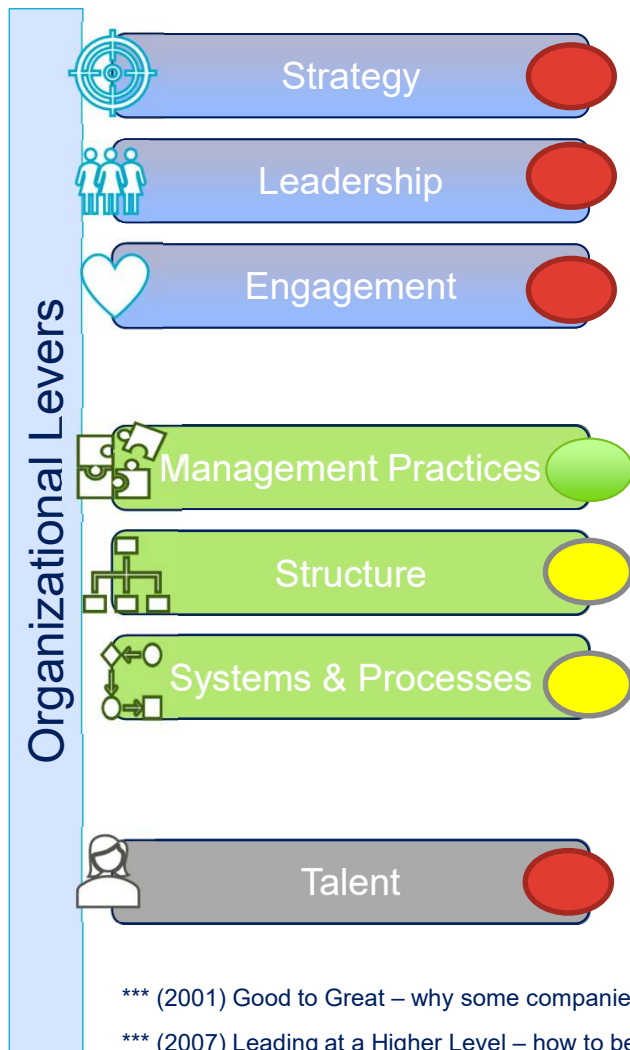 Organizational Levers
Strategy
Leadership
Engagement
Management Practices
Structure
Systems & Processes
Talent
*** (2001) Good to Great – why some companie
*** (2007) Leading at a Higher Level – how to be